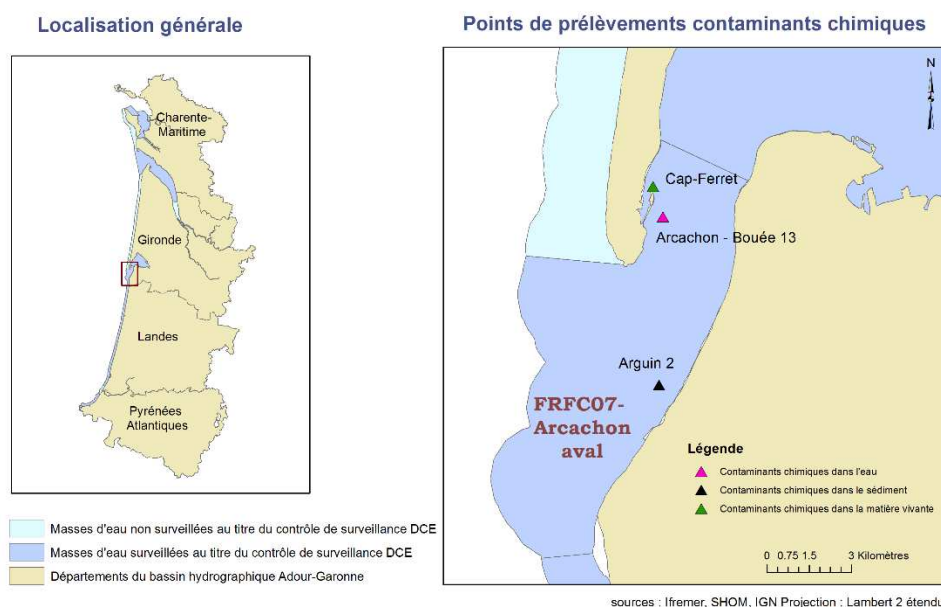 Localisation générale
Charente-
Maritime
Gironde
Landes
Pyrénées
Atlantiques
Masses d'eau non surveillées au titre du contrôle de surveillance DCE
Masses d'eau surveillées au titre du contrôle de surveillance DCE
Départements du bassin hydrographique Adour-Garonne
Points de prélèvements contaminants chimiques
N
Cap-Ferret
Arcachon - Bouée 13
Arguin 2
FRFC07-
Arcachon
aval
Légende
Contaminants chimiques dans l'eau
Contaminants chimiques dans le sédiment
Contaminants chimiques dans la matière vivante
0 0.75 1.5 3 Kilomètres
sources : Ifremer, SHOM, IGN Projection : Lambert 2 étendu